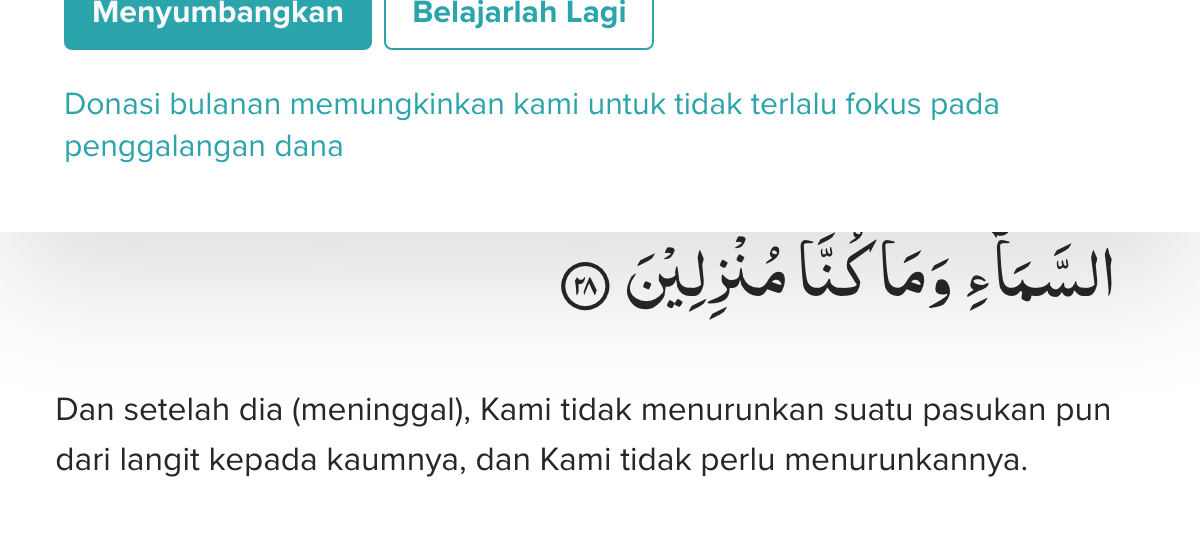 Menyumbangkan Belajarlah Lagi
Donasi bulanan memungkinkan kami untuk tidak terlalu fokus pada
penggalangan dana
السَّمَاۤءِ وَمَا كُنَّا مُنْزِلِيْنَ ٢٨
Dan setelah dia (meninggal), Kami tidak menurunkan suatu pasukan pun
dari langit kepada kaumnya, dan Kami tidak perlu menurunkannya.